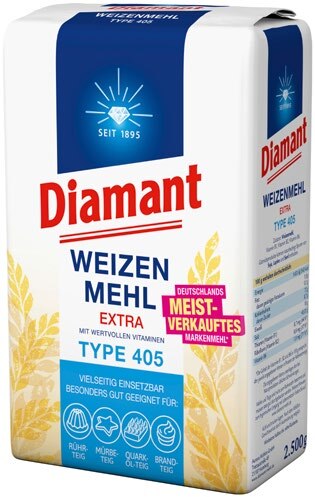 SEIT 1895
Diamant
WEIZEN
MEHL
EXTRA
MIT WERTVOLLEN VITAMINEN
TYPE 405
DEUTSCHLANDS
MEIST-
VERKAUFTES
MARKENMEHL*
VIELSEITIG EINSETZBAR
BESONDERS GUT GEEIGNET FÜR:
RÜHR-
TEIG
MÜRBE-
TEIG
QUARK-
ÖL-TEIG
BRAND-
TEIG
Diamant
WEIZENMEHL
EXTRA
TYPE 405
2.500g